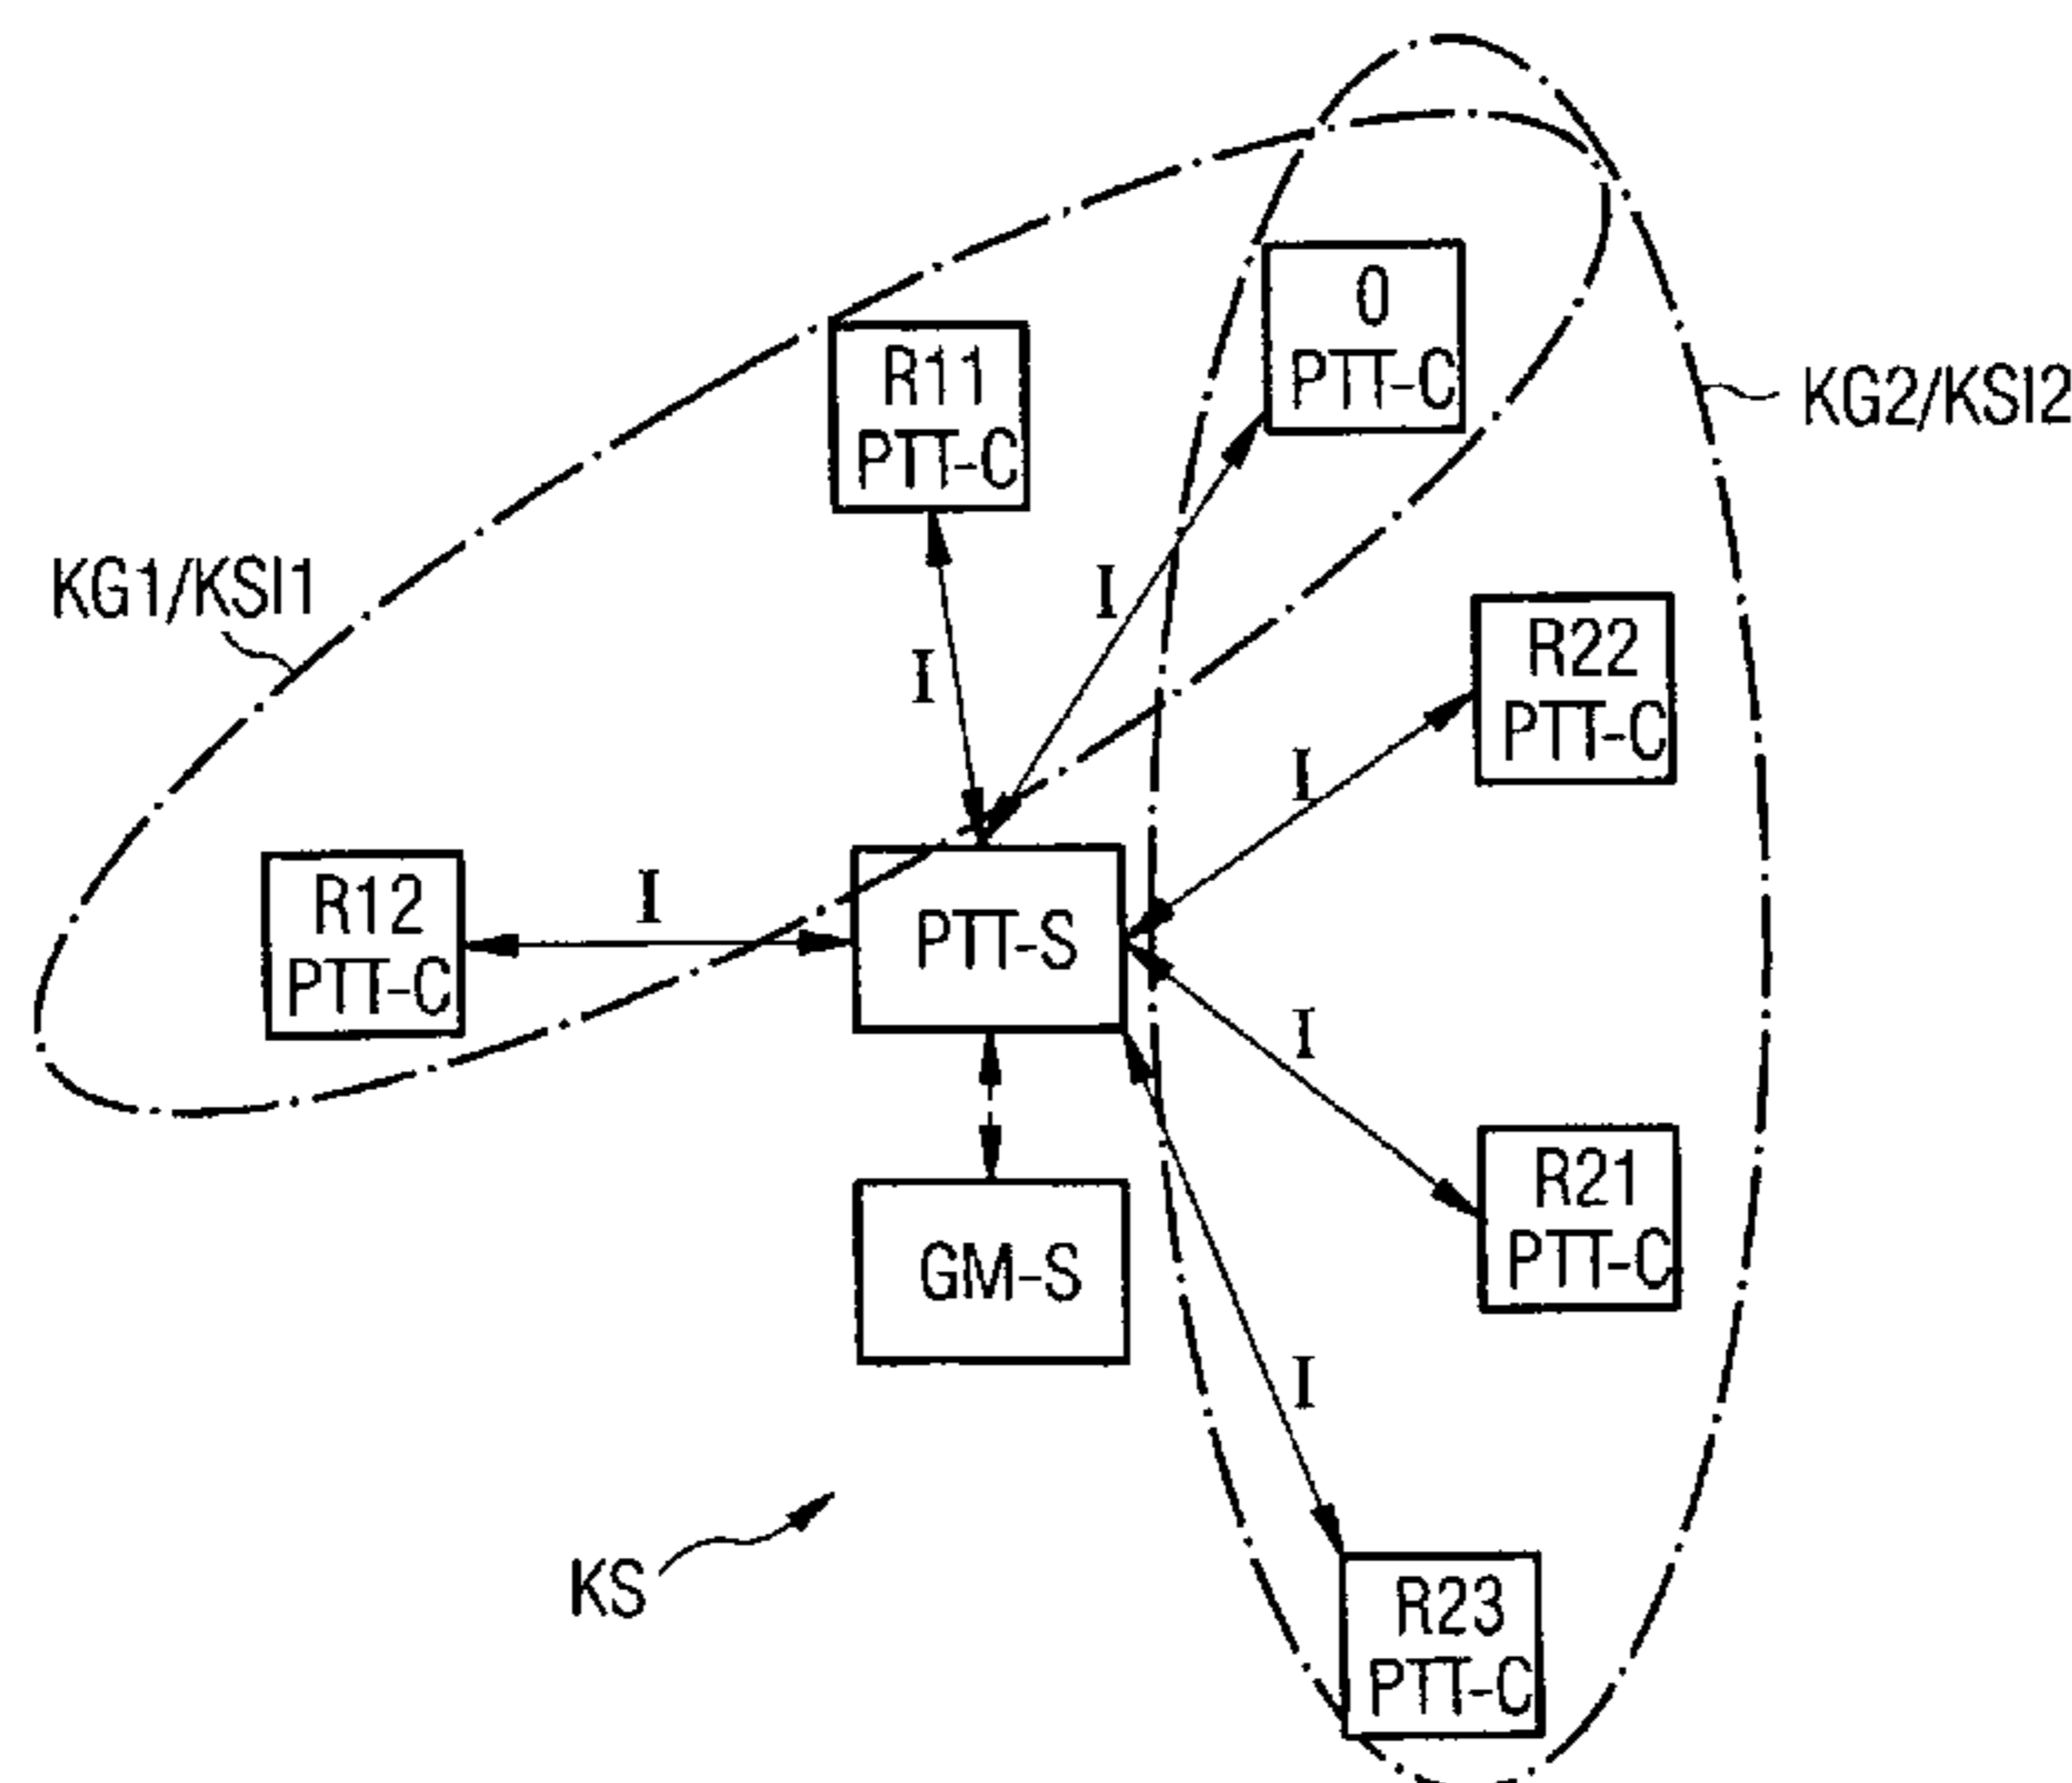 0
PTT-C
R11
PTT-C
KG2/KSI2
I
KG1/KSI1
I
R22
PTT-C
I
R12
PTT-C
I
PTT-S
I
R21
PTT-C
GM-S
I
KS
R23
PTT-C